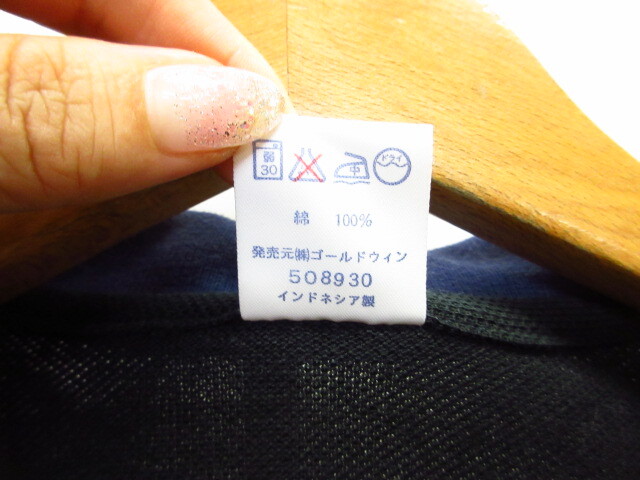 弱 30 中 ドライ
綿 100%
発売元㈱ゴールドウィン
508930
インドネシア製